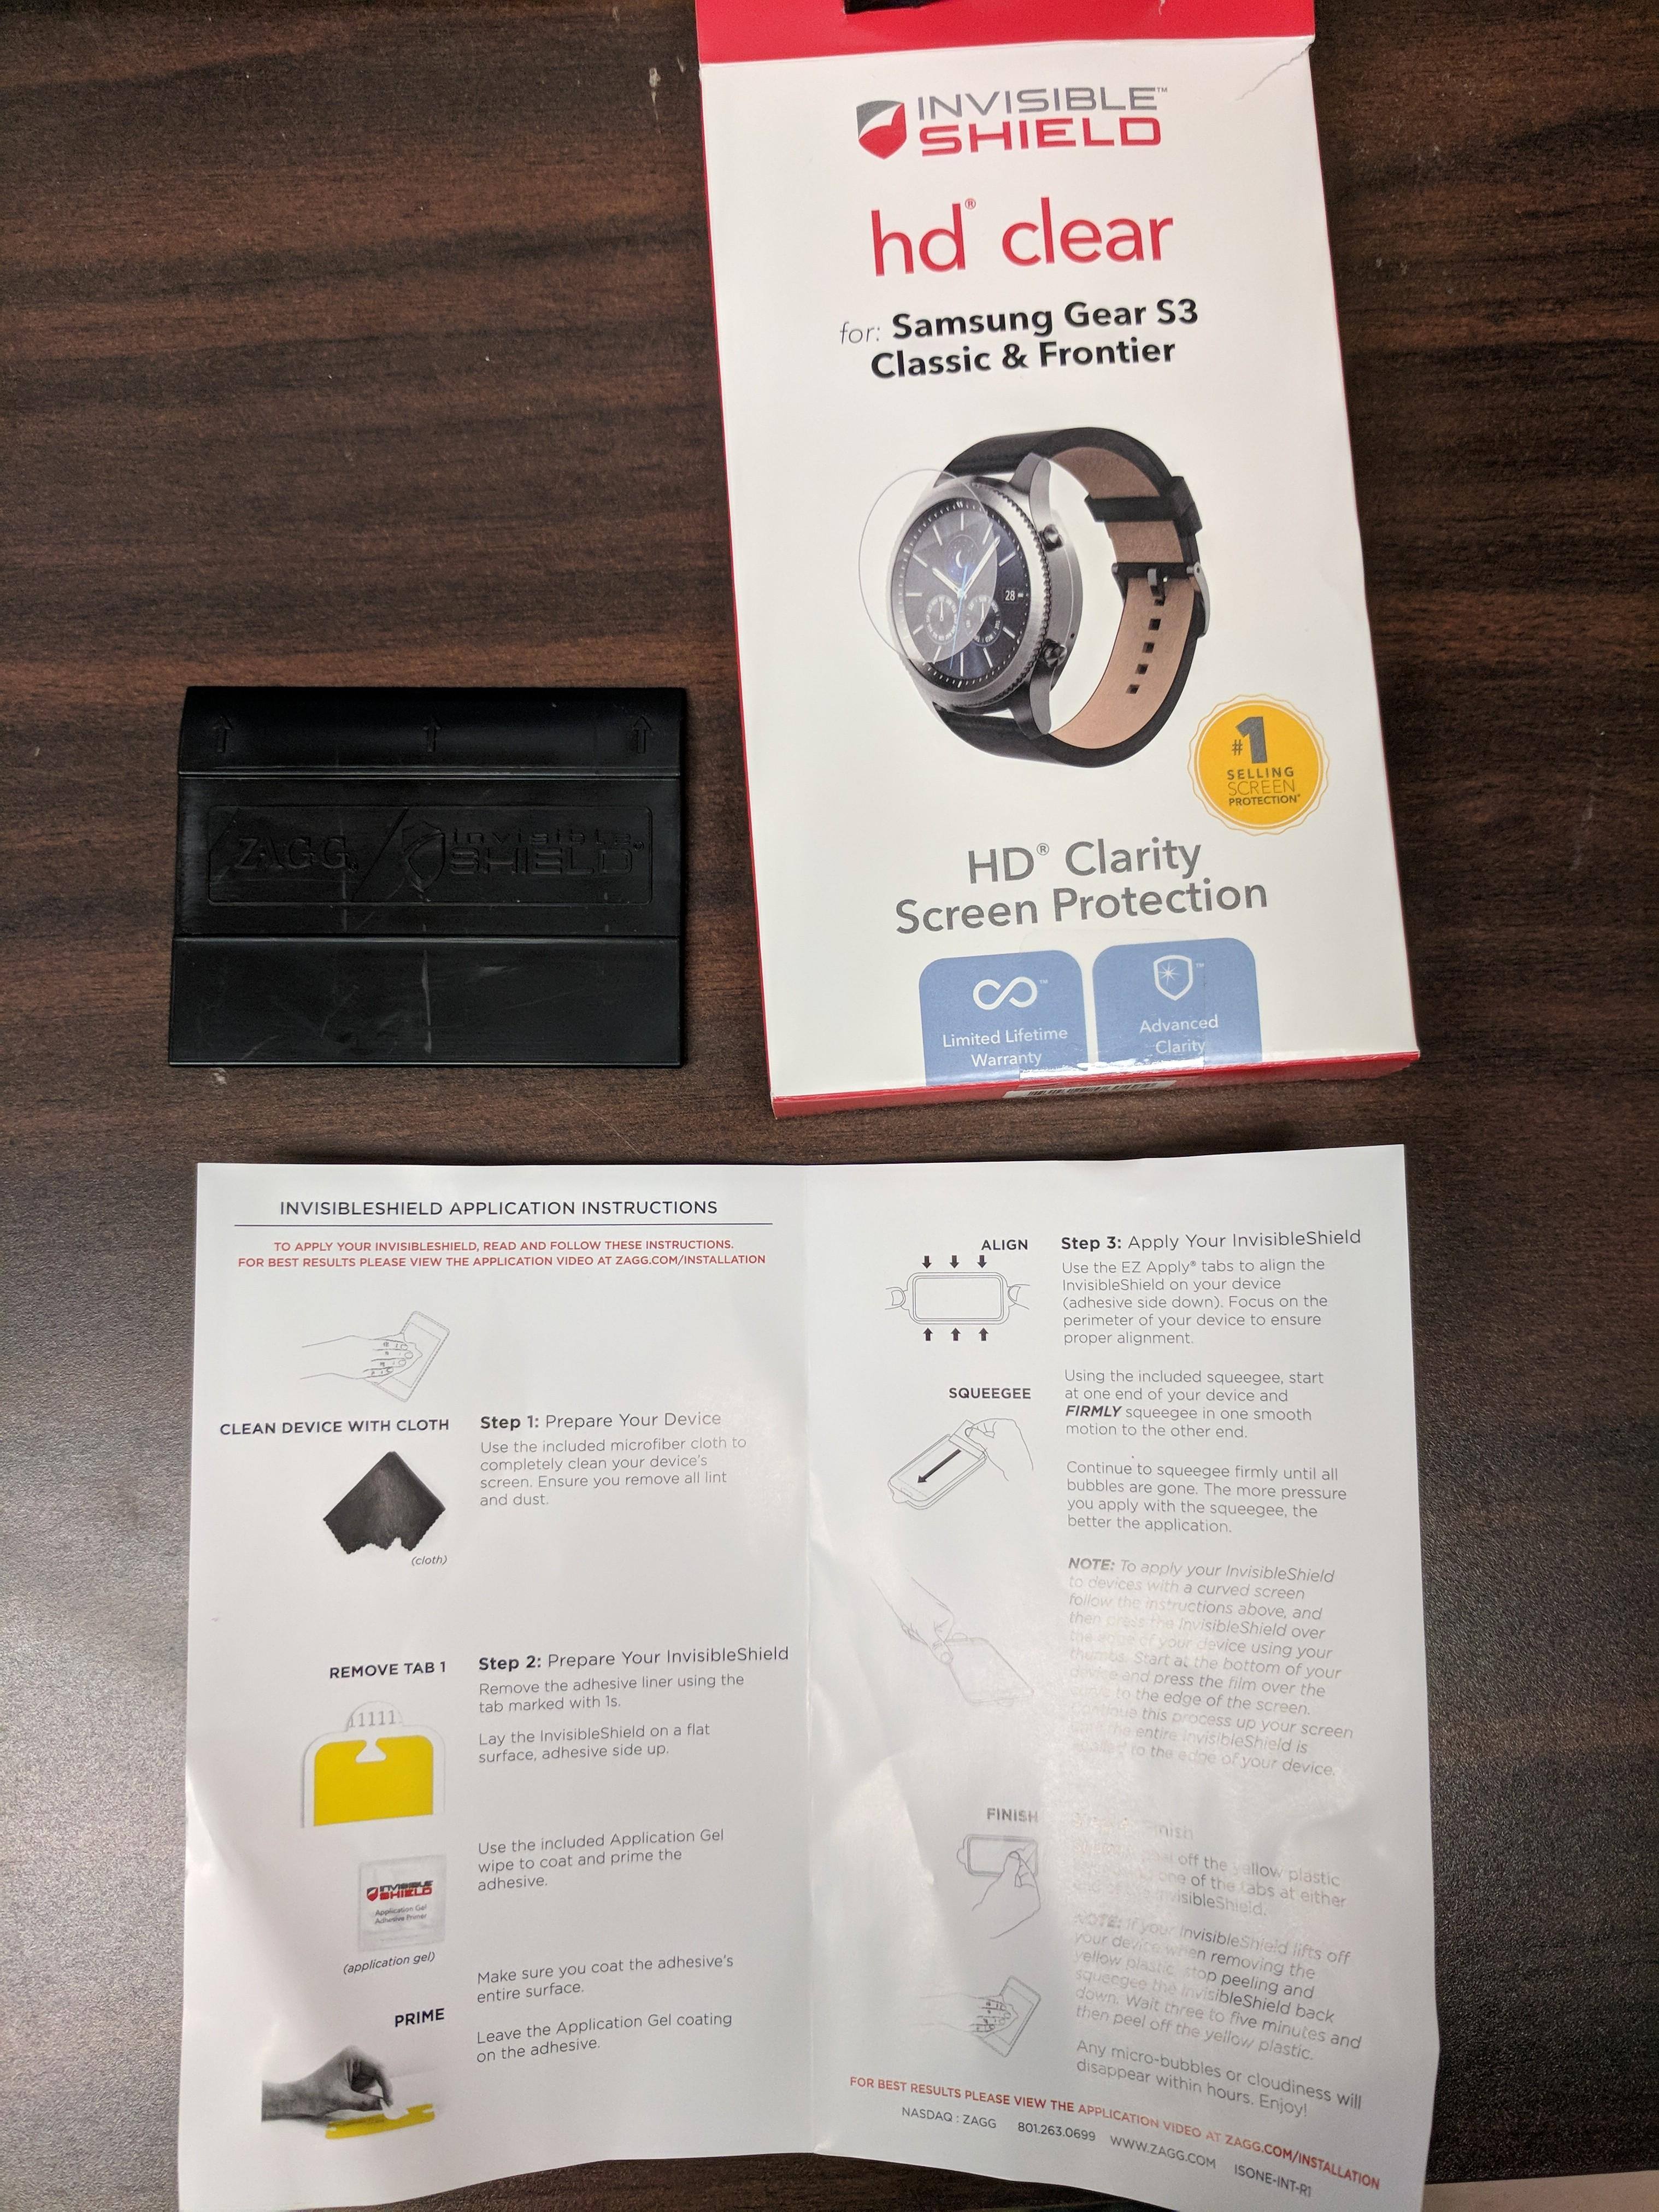 INVISIBLE™
SHIELD
hd® clear
for: Samsung Gear S3
Classic & Frontier
28
#1
SELLING
SCREEN
PROTECTION*
HD® Clarity
Screen Protection
Limited Lifetime
Warranty
Advanced
Clarity
ZAGG
invisible
SHIELD
INVISIBLESHIELD APPLICATION INSTRUCTIONS
TO APPLY YOUR INVISIBLESHIELD, READ AND FOLLOW THESE INSTRUCTIONS.
FOR BEST RESULTS PLEASE VIEW THE APPLICATION VIDEO AT ZAGG.COM/INSTALLATION
CLEAN DEVICE WITH CLOTH
(cloth)
Step 1: Prepare Your Device
Use the included microfiber cloth to
completely clean your device's
screen. Ensure you remove all lint
and dust.
REMOVE TAB 1
11111
Step 2: Prepare Your InvisibleShield
Remove the adhesive liner using the
tab marked with 1s.
Lay the InvisibleShield on a flat
surface, adhesive side up.
INVISIBLE
SHIELD
Application Gel
Adhesive Primer
(application gel)
Use the included Application Gel
wipe to coat and prime the
adhesive.
Make sure you coat the adhesive's
entire surface.
PRIME
Leave the Application Gel coating
on the adhesive.
ALIGN
Step 3: Apply Your InvisibleShield
Use the EZ Apply® tabs to align the
InvisibleShield on your device
(adhesive side down). Focus on the
perimeter of your device to ensure
proper alignment.
SQUEEGEE
Using the included squeegee, start
at one end of your device and
FIRMLY squeegee in one smooth
motion to the other end.
Continue to squeegee firmly until all
bubbles are gone. The more pressure
you apply with the squeegee, the
better the application.
NOTE: To apply your InvisibleShield
to devices with a curved screen
follow the instructions above, and
then press the InvisibleShield over
the edge of your device using your
thumbs. Start at the bottom of your
device and press the film over the
curve to the edge of the screen.
Continue this process up your screen
until the entire InvisibleShield is
applied to the edge of your device.
FINISH
off the yellow plastic
one of the tabs at either
InvisibleShield.
NOTE: If your InvisibleShield lifts off
your device when removing the
yellow plastic, stop peeling and
squeegee the InvisibleShield back
down. Wait three to five minutes and
then peel off the yellow plastic.
Any micro-bubbles or cloudiness will
disappear within hours. Enjoy!
FOR BEST RESULTS PLEASE VIEW THE APPLICATION VIDEO AT ZAGG.COM/INSTALLATION
NASDAQ : ZAGG 801.263.0699 WWW.ZAGG.COM ISONE-INT-R1